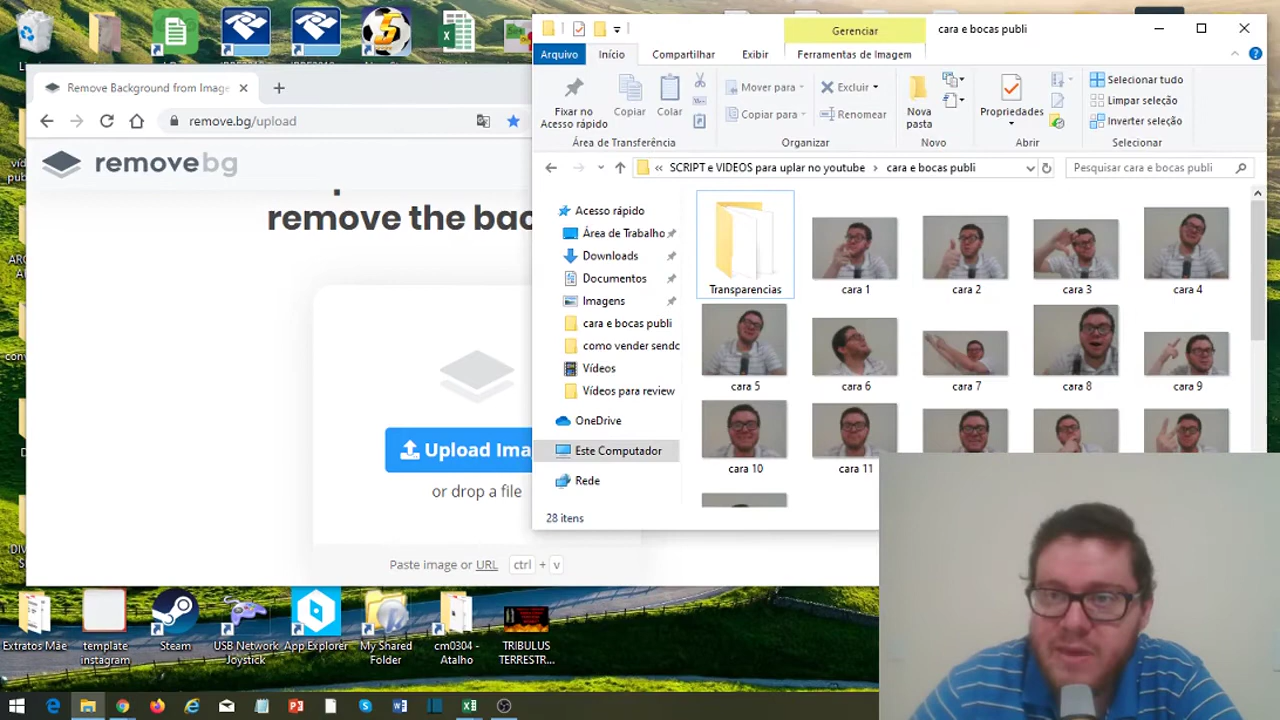 Remove Background from Image
remove.bg/upload
removebg
remove the bac
Upload Ima
or drop a file
Paste image or URL ctrl + v
Gerenciar
cara e bocas publi
Arquivo
Início
Compartilhar
Exibir
Ferramentas de Imagem
Fixar no
Acesso rápido
Copiar
Colar
Mover para
Copiar para
Excluir
Renomear
Nova
pasta
Propriedades
Selecionar tudo
Limpar seleção
Inverter seleção
Área de Transferência
Organizar
Novo
Abrir
Selecionar
« SCRIPT e VIDEOS para uplar no youtube > cara e bocas publi
Pesquisar cara e bocas publi
Acesso rápido
Área de Trabalho
Downloads
Documentos
Imagens
cara e bocas publi
como vender sendc
Vídeos
Vídeos para review
OneDrive
Este Computador
Rede
Transparencias
cara 1
cara 2
cara 3
cara 4
cara 5
cara 6
cara 7
cara 8
cara 9
cara 10
cara 11
28 itens
Extratos Mãe
template
instagram
Steam
USB Network
Joystick
App Explorer
My Shared
Folder
cm0304 -
Atalho
TRIBULUS
TERRESTR...